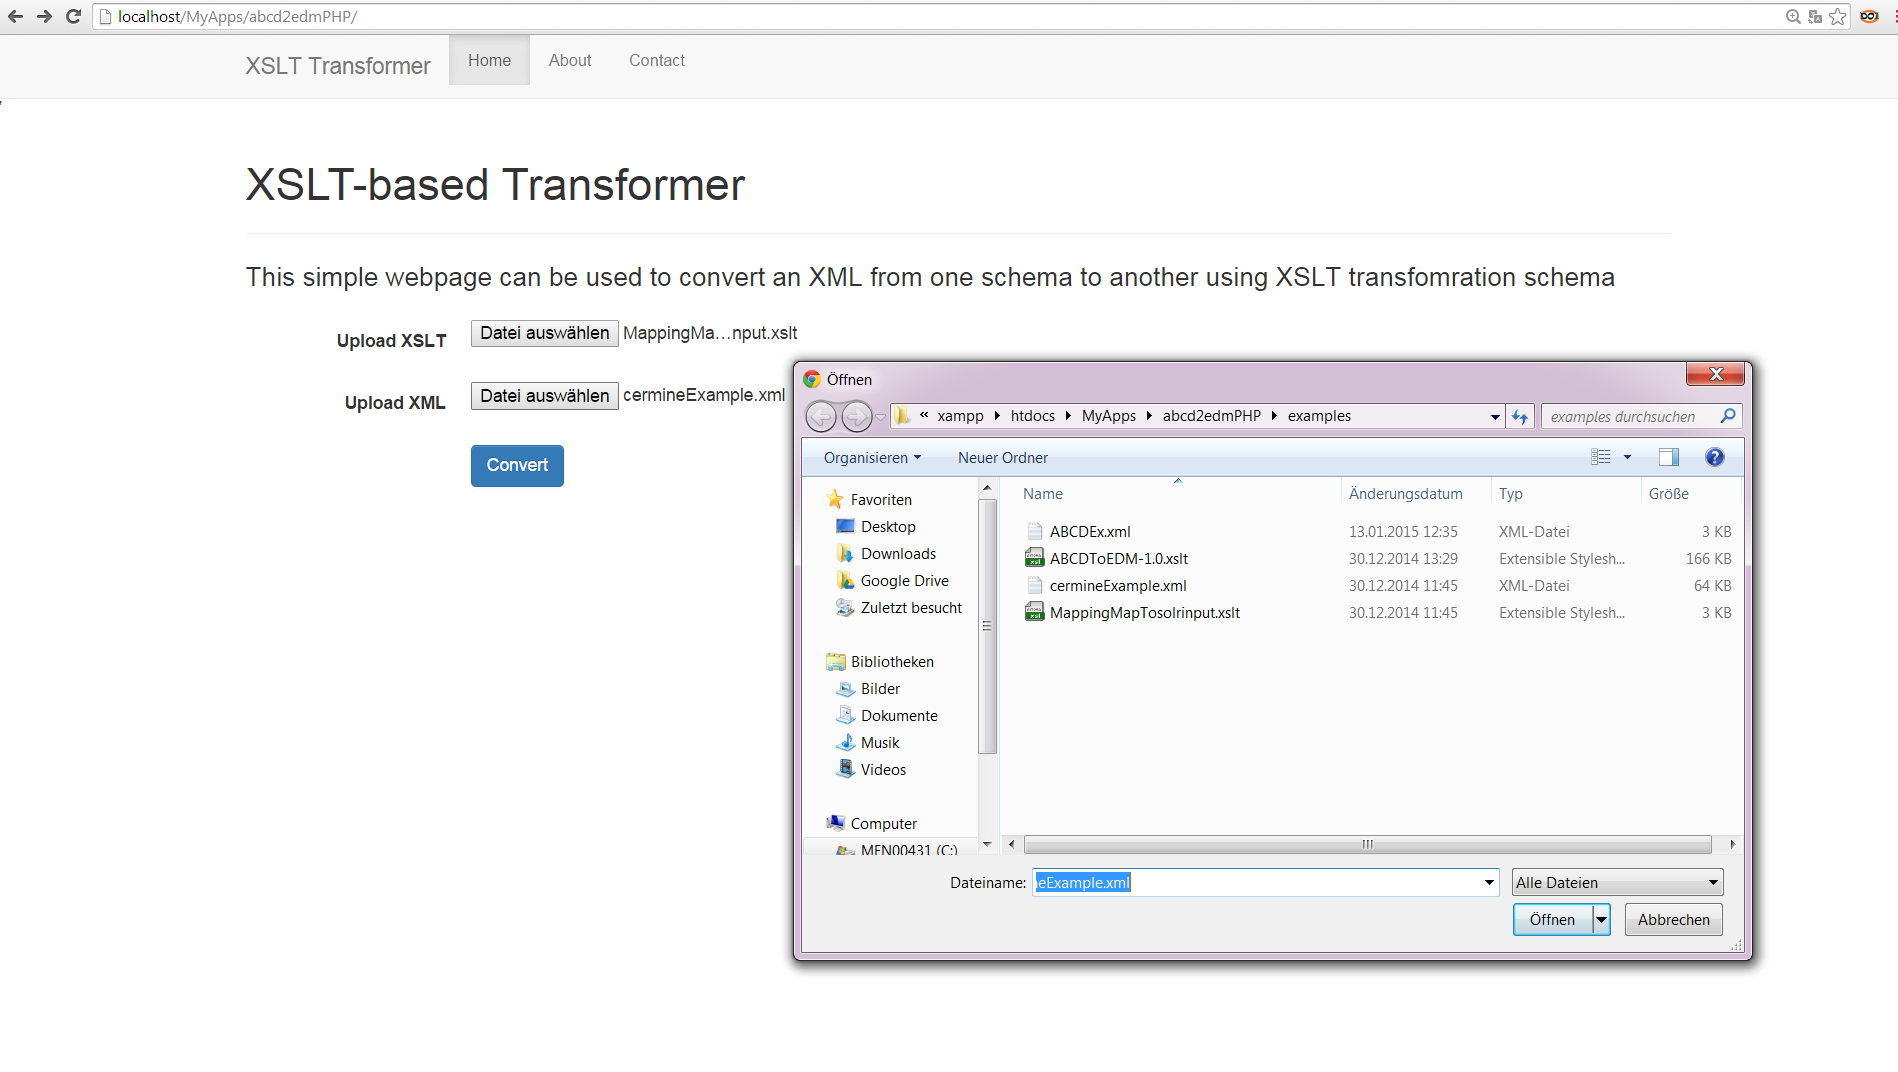 localhost/MyApps/abcd2edmPHP/
XSLT Transformer Home About Contact
XSLT-based Transformer
This simple webpage can be used to convert an XML from one schema to another using XSLT transfomration schema
Upload XSLT Datei auswählen MappingMa...nput.xslt
Upload XML Datei auswählen cermineExample.xml
Convert
Öffnen
« xampp htdocs MyApps abcd2edmPHP examples
examples durchsuchen
Organisieren Neuer Ordner
Favoriten
Desktop
Downloads
Google Drive
Zuletzt besucht
Bibliotheken
Bilder
Dokumente
Musik
Videos
Computer
MFN00431 (C:)
Name Änderungsdatum Typ Größe
ABCDEx.xml 13.01.2015 12:35 XML-Datei 3 KB
ABCDToEDM-1.0.xslt 30.12.2014 13:29 Extensible Stylesh... 166 KB
cermineExample.xml 30.12.2014 11:45 XML-Datei 64 KB
MappingMapTosolrinput.xslt 30.12.2014 11:45 Extensible Stylesh... 3 KB
Dateiname: neExample.xml Alle Dateien
Öffnen Abbrechen